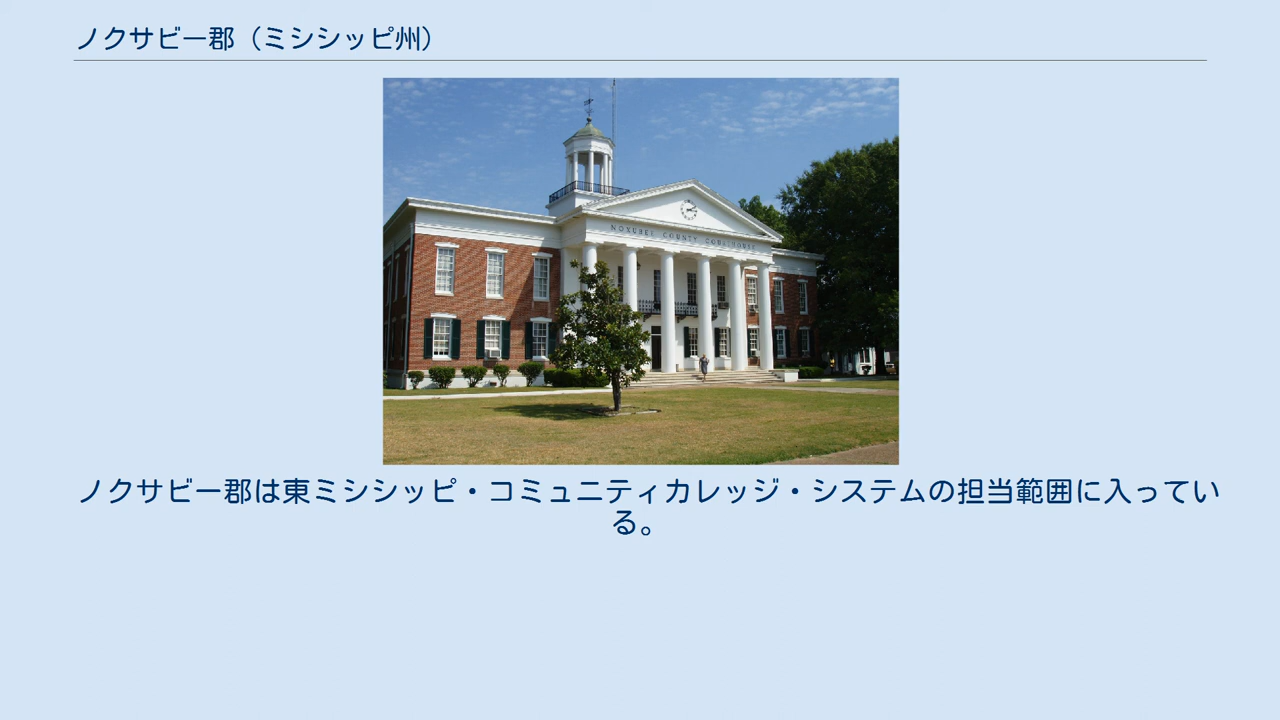 ノクサビー郡（ミシシッピ州）
NOXUBEE COUNTY COURTHOUSE
ノクサビー郡は東ミシシッピ・コミュニティカレッジ・システムの担当範囲に入ってい
る。